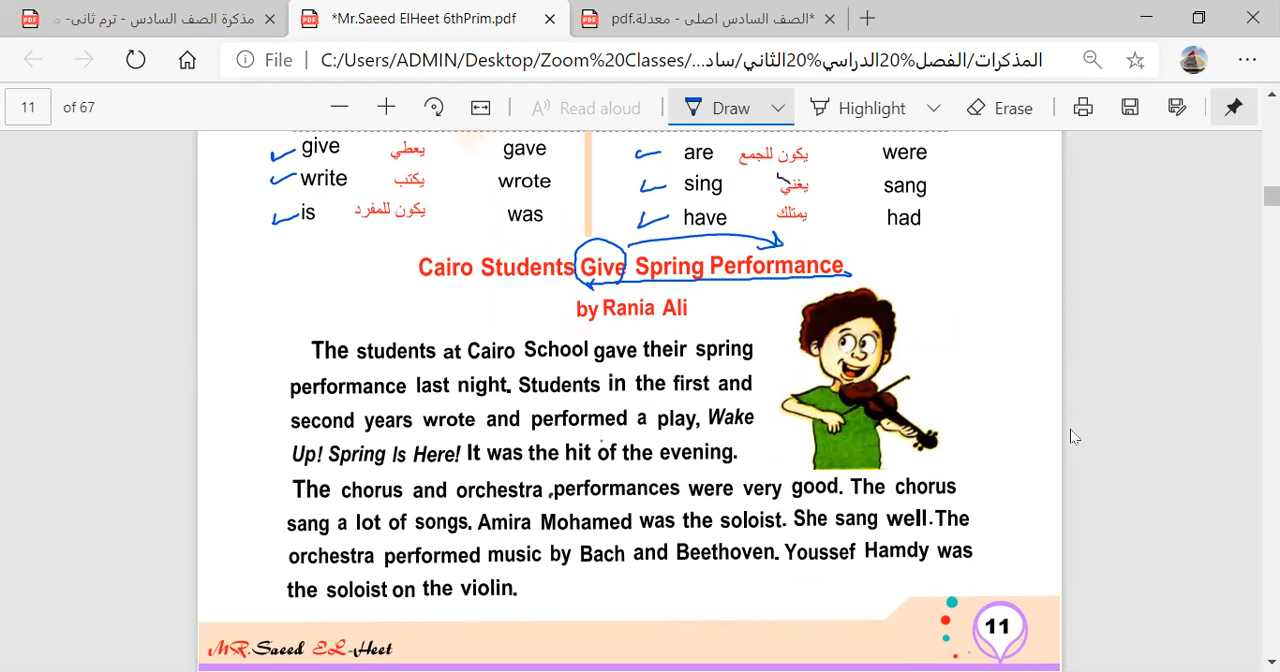 مذكرة الصف السادس - ترم ثانى-
*Mr.Saeed ElHeet 6thPrim.pdf
*الصف السادس اصلى - معدلة.pdf
File C:/Users/ADMIN/Desktop/Zoom%20Classes/...المذكرات/الفصل%20الدراسي%20الثاني/ساد
11 of 67 Read aloud Draw Highlight Erase
give يعطي gave are يكون للجمع were
write يكتب wrote sing يغني sang
is يكون للمفرد was have يمتلك had
Cairo Students Give Spring Performance
by Rania Ali
The students at Cairo School gave their spring
performance last night. Students in the first and
second years wrote and performed a play, Wake
Up! Spring Is Here! It was the hit of the evening.
The chorus and orchestra performances were very good. The chorus
sang a lot of songs. Amira Mohamed was the soloist. She sang well.The
orchestra performed music by Bach and Beethoven. Youssef Hamdy was
the soloist on the violin.
MR.Saeed EL-Heet 11